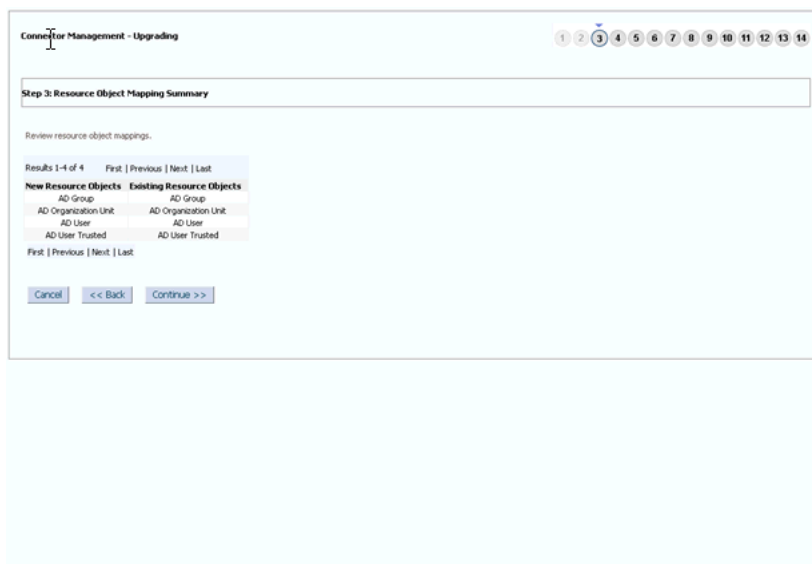 Connector Management - Upgrading
1 2 3 4 5 6 7 8 9 10 11 12 13 14
Step 3: Resource Object Mapping Summary
Review resource object mappings.
Results 1-4 of 4 First | Previous | Next | Last
New Resource Objects Existing Resource Objects
AD Group AD Group
AD Organization Unit AD Organization Unit
AD User AD User
AD User Trusted AD User Trusted
First | Previous | Next | Last
Cancel << Back Continue >>